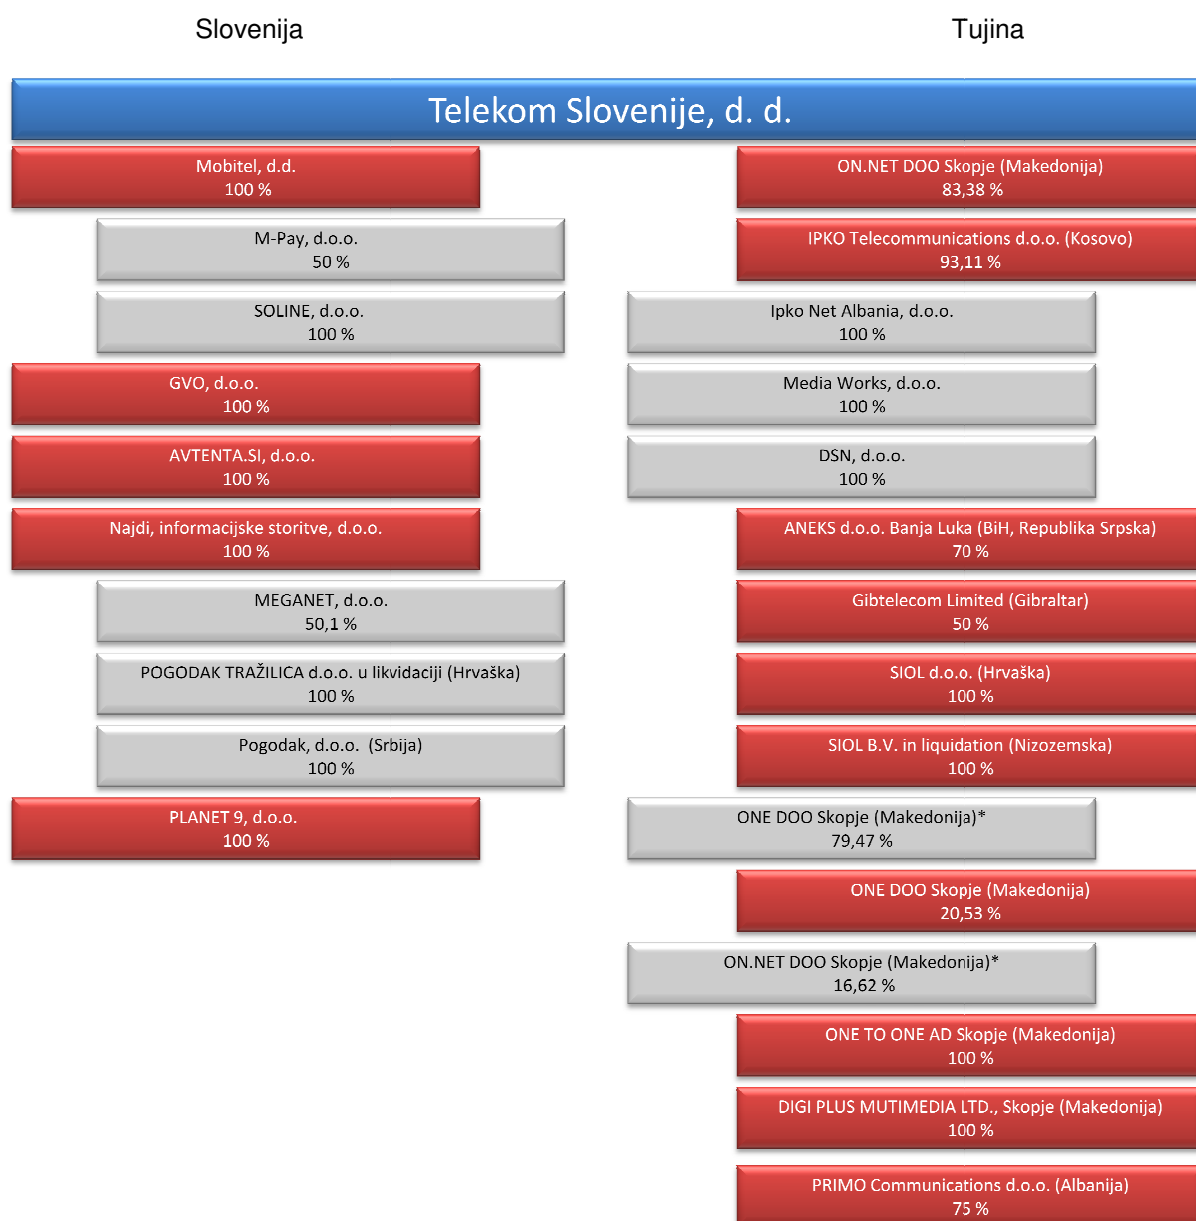 Slovenija
Tujina
Telekom Slovenije, d. d.
Mobitel, d.d.
100 %
M-Pay, d.o.o.
50 %
SOLINE, d.o.o.
100 %
GVO, d.o.o.
100 %
AVTENTA.SI, d.o.o.
100 %
Najdi, informacijske storitve, d.o.o.
100 %
MEGANET, d.o.o.
50,1 %
POGODAK TRAŽILICA d.o.o. u likvidaciji (Hrvaška)
100 %
Pogodak, d.o.o. (Srbija)
100 %
PLANET 9, d.o.o.
100 %
ON.NET DOO Skopje (Makedonija)
83,38 %
IPKO Telecommunications d.o.o. (Kosovo)
93,11 %
Ipko Net Albania, d.o.o.
100 %
Media Works, d.o.o.
100 %
DSN, d.o.o.
100 %
ANEKS d.o.o. Banja Luka (BiH, Republika Srpska)
70 %
Gibtelecom Limited (Gibraltar)
50 %
SIOL d.o.o. (Hrvaška)
100 %
SIOL B.V. in liquidation (Nizozemska)
100 %
ONE DOO Skopje (Makedonija)*
79,47 %
ONE DOO Skopje (Makedonija)
20,53 %
ON.NET DOO Skopje (Makedonija)*
16,62 %
ONE TO ONE AD Skopje (Makedonija)
100 %
DIGI PLUS MUTIMEDIA LTD., Skopje (Makedonija)
100 %
PRIMO Communications d.o.o. (Albanija)
75 %